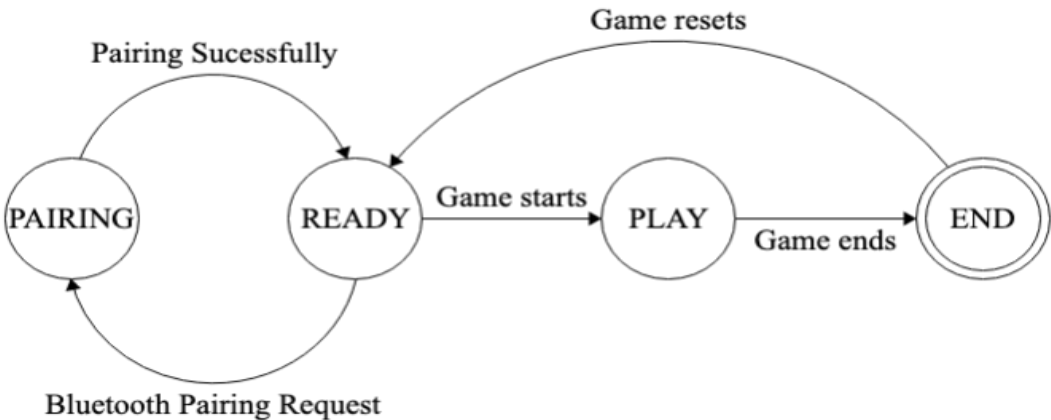 Game resets
Pairing Sucessfully
PAIRING
READY
Game starts
PLAY
Game ends
END
Bluetooth Pairing Request